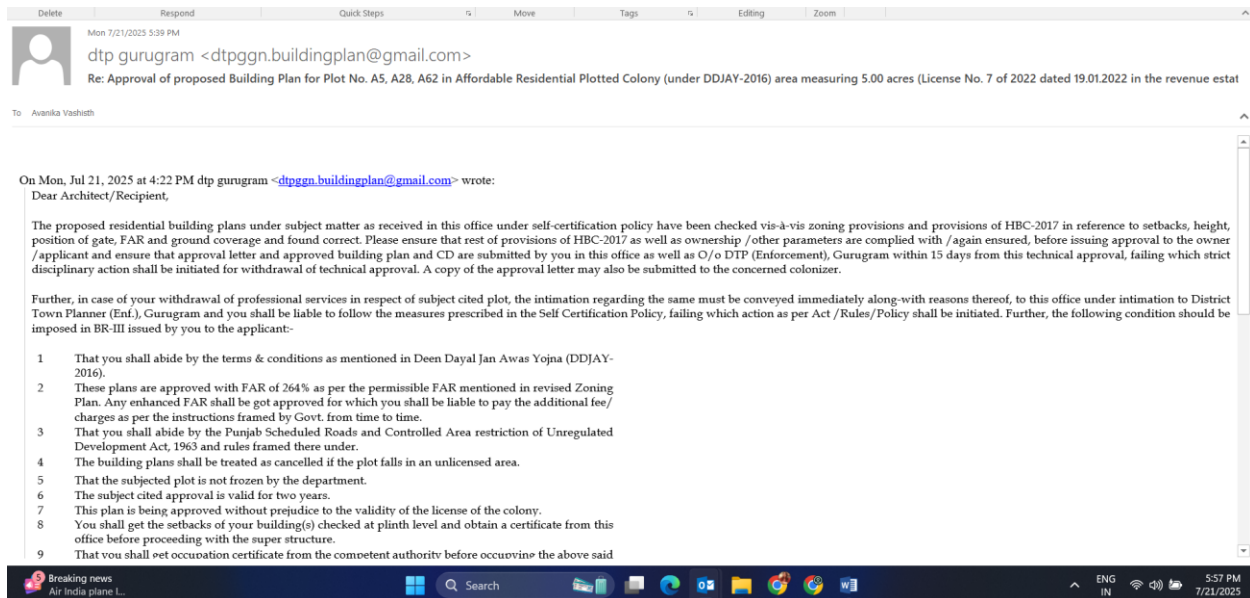 Delete Respond Quick Steps Move Tags Editing Zoom
Mon 7/21/2025 5:39 PM
dtp gurugram <dtpggn.buildingplan@gmail.com>
Re: Approval of proposed Building Plan for Plot No. A5, A28, A62 in Affordable Residential Plotted Colony (under DDJAY-2016) area measuring 5.00 acres (License No. 7 of 2022 dated 19.01.2022 in the revenue estat
To Avanika Vashisth
On Mon, Jul 21, 2025 at 4:22 PM dtp gurugram <dtpggn.buildingplan@gmail.com> wrote:
Dear Architect/Recipient,
The proposed residential building plans under subject matter as received in this office under self-certification policy have been checked vis-à-vis zoning provisions and provisions of HBC-2017 in reference to setbacks, height,
position of gate, FAR and ground coverage and found correct. Please ensure that rest of provisions of HBC-2017 as well as ownership /other parameters are complied with /again ensured, before issuing approval to the owner
/applicant and ensure that approval letter and approved building plan and CD are submitted by you in this office as well as O/o DTP (Enforcement), Gurugram within 15 days from this technical approval, failing which strict
disciplinary action shall be initiated for withdrawal of technical approval. A copy of the approval letter may also be submitted to the concerned colonizer.
Further, in case of your withdrawal of professional services in respect of subject cited plot, the intimation regarding the same must be conveyed immediately along-with reasons thereof, to this office under intimation to District
Town Planner (Enf.), Gurugram and you shall be liable to follow the measures prescribed in the Self Certification Policy, failing which action as per Act /Rules/Policy shall be initiated. Further, the following condition should be
imposed in BR-III issued by you to the applicant:-
1 That you shall abide by the terms & conditions as mentioned in Deen Dayal Jan Awas Yojna (DDJAY-
2016).
2 These plans are approved with FAR of 264% as per the permissible FAR mentioned in revised Zoning
Plan. Any enhanced FAR shall be got approved for which you shall be liable to pay the additional fee/
charges as per the instructions framed by Govt. from time to time.
3 That you shall abide by the Punjab Scheduled Roads and Controlled Area restriction of Unregulated
Development Act, 1963 and rules framed there under.
4 The building plans shall be treated as cancelled if the plot falls in an unlicensed area.
5 That the subjected plot is not frozen by the department.
6 The subject cited approval is valid for two years.
7 This plan is being approved without prejudice to the validity of the license of the colony.
8 You shall get the setbacks of your building(s) checked at plinth level and obtain a certificate from this
office before proceeding with the super structure.
9 That you shall get occupation certificate from the competent authority before occupying the above said
5 Breaking news
Air India plane l...
Search
ENG
IN
5:57 PM
7/21/2025